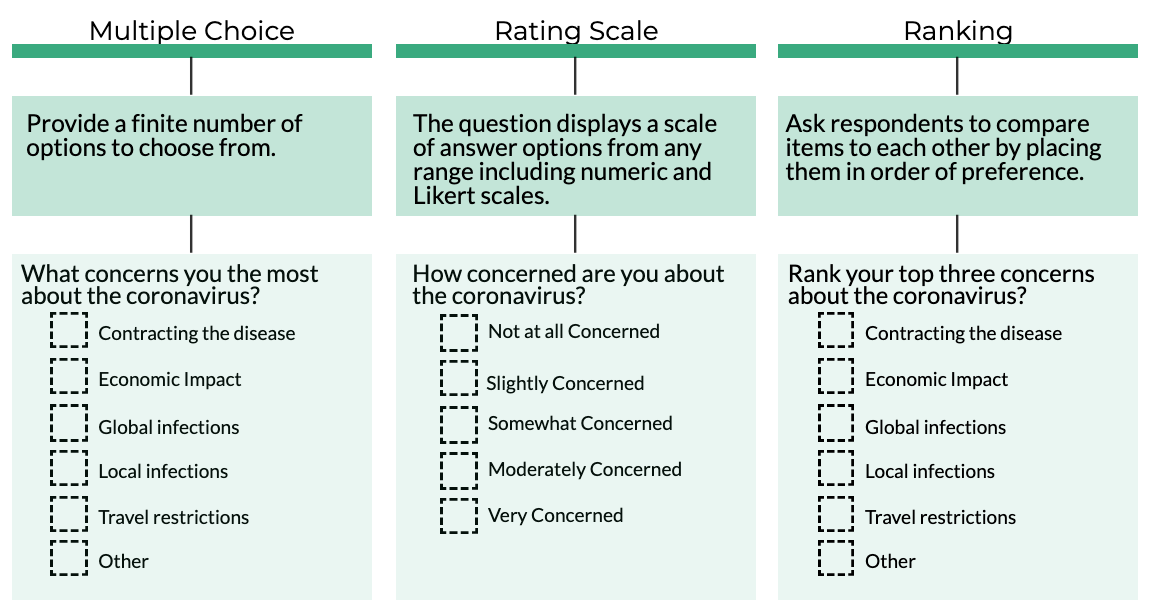 Multiple Choice
Provide a finite number of
options to choose from.
What concerns you the most
about the coronavirus?
Contracting the disease
Economic Impact
Global infections
Local infections
Travel restrictions
Other
Rating Scale
The question displays a scale
of answer options from any
range including numeric and
Likert scales.
How concerned are you about
the coronavirus?
Not at all Concerned
Slightly Concerned
Somewhat Concerned
Moderately Concerned
Very Concerned
Ranking
Ask respondents to compare
items to each other by placing
them in order of preference.
Rank your top three concerns
about the coronavirus?
Contracting the disease
Economic Impact
Global infections
Local infections
Travel restrictions
Other